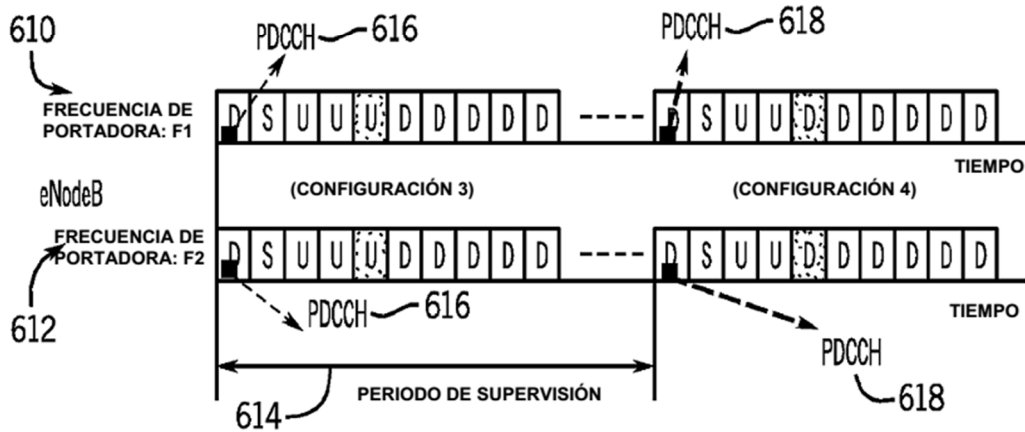 610
PDCCH 616
PDCCH 618
FRECUENCIA DE
PORTADORA: F1
D S U U U D D D D D
D S U U D D D D D D
TIEMPO
eNodeB
(CONFIGURACIÓN 3)
(CONFIGURACIÓN 4)
FRECUENCIA DE
PORTADORA: F2
D S U U U D D D D D
D S U U D D D D D D
612
PDCCH 616
TIEMPO
PDCCH
614
PERIODO DE SUPERVISIÓN
618